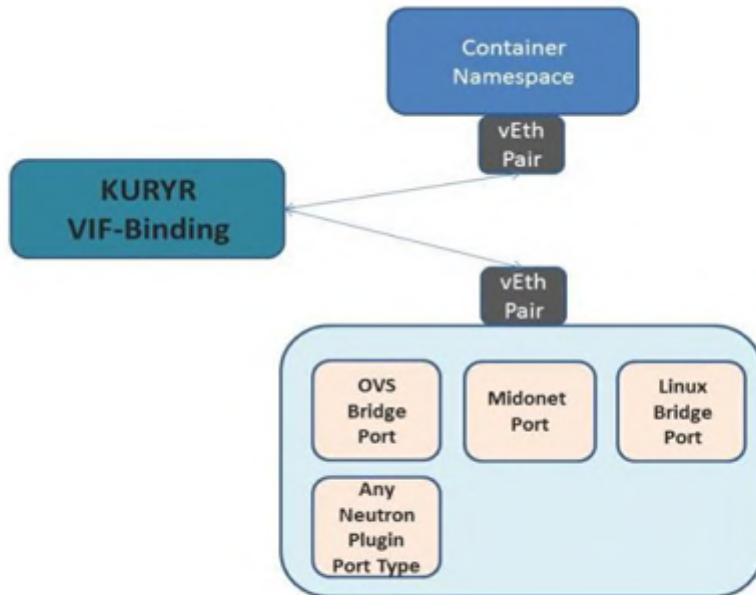 Container
Namespace
vEth
Pair
KURYR
VIF-Binding
vEth
Pair
OVS
Bridge
Port
Midonet
Port
Linux
Bridge
Port
Any
Neutron
Plugin
Port Type